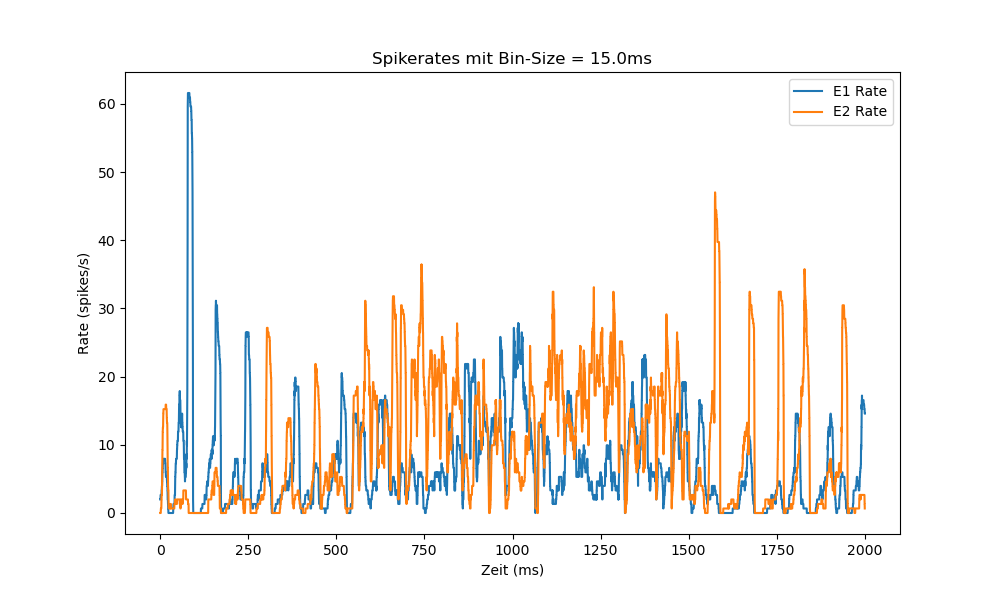 Spikerates mit Bin-Size = 15.0ms
E1 Rate
E2 Rate
Rate (spikes/s)
60
50
40
30
20
10
0
0 250 500 750 1000 1250 1500 1750 2000
Zeit (ms)